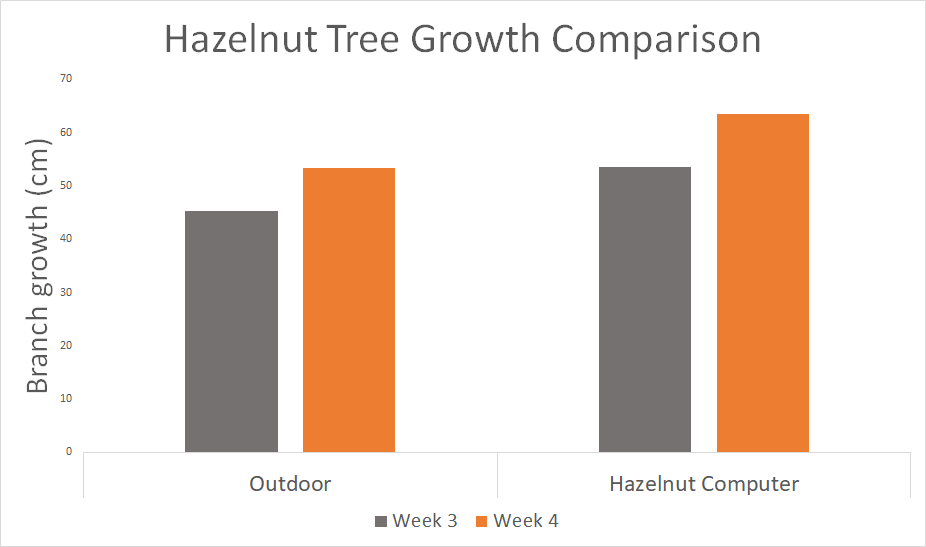 Hazelnut Tree Growth Comparison
Branch growth (cm)
70
60
50
40
30
20
10
0
Outdoor
Hazelnut Computer
Week 3
Week 4